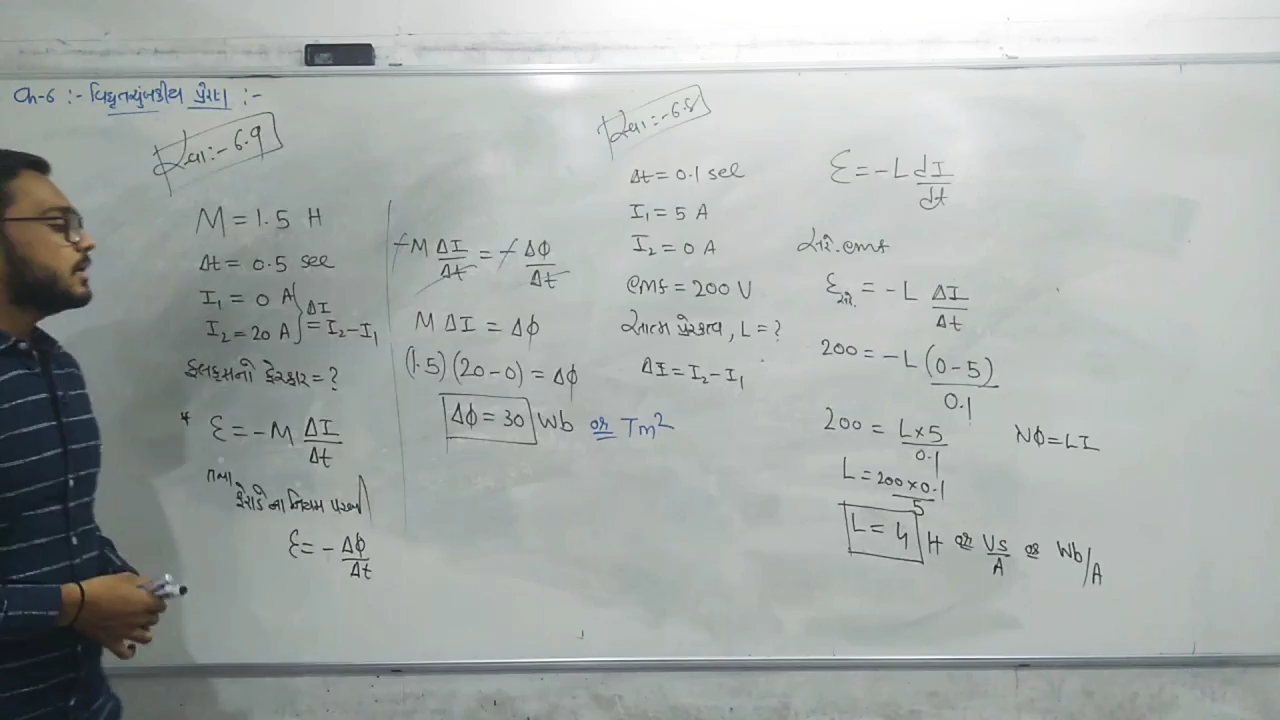 Ch-6 :- વિદ્યુતચુંબકીય પ્રેરણ :-
સ્વા:- 6.9
M = 1.5 H
Δt = 0.5 sec
I₁ = 0 A
I₂ = 20 A
} ΔI = I₂ - I₁
ફલક્સનો ફેરફાર = ?
* ε = -M ΔI/Δt
તથા
ફેરાડેના નિયમ પરથી
ε = - Δϕ/Δt
-M ΔI/Δt = - Δϕ/Δt
M ΔI = Δϕ
(1.5)(20-0) = Δϕ
Δϕ = 30 Wb or Tm²
સ્વા:- 6.8
Δt = 0.1 sec
I₁ = 5 A
I₂ = 0 A
emf = 200 V
આત્મ પ્રેરકત્વ, L = ?
ΔI = I₂ - I₁
ε = -L dI/dt
સરે. emf
ε સરે. = -L ΔI/Δt
200 = -L (0-5)/0.1
200 = L×5/0.1
L = 200×0.1/5
L = 4 H or Vs/A or Wb/A
Nϕ = LI